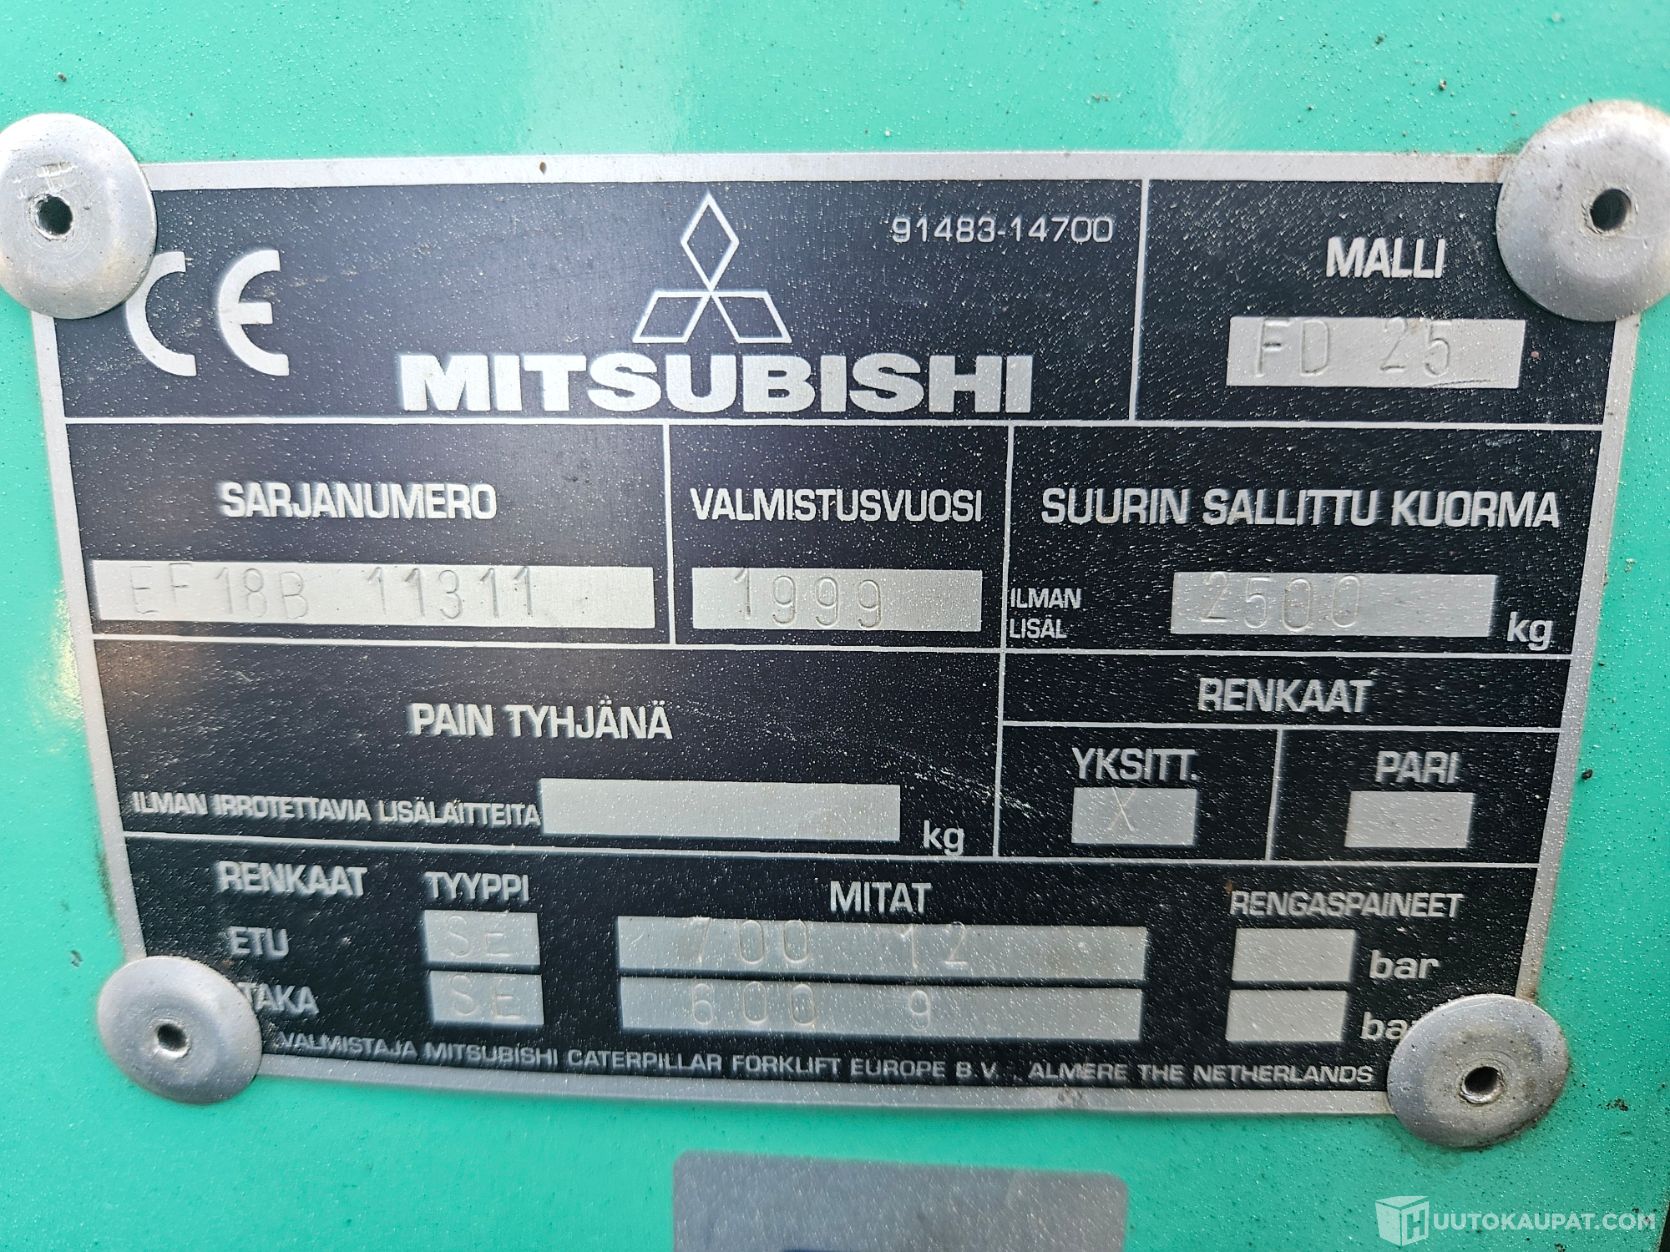 CE
91483-14700
MITSUBISHI
MALLI
FD 25
SARJANUMERO
EF18B 11311
VALMISTUSVUOSI
1999
SUURIN SALLITTU KUORMA
ILMAN
LISÄL
2500 kg
PAIN TYHJÄNÄ
ILMAN IRROTETTAVIA LISÄLAITTEITA kg
RENKAAT
YKSITT. PARI
X
RENKAAT TYYPPI MITAT RENGASPAINEET
ETU SE 700 12 bar
TAKA SE 600 9 bar
VALMISTAJA MITSUBISHI CATERPILLAR FORKLIFT EUROPE B.V. , ALMERE THE NETHERLANDS
HUUTOKAUPAT.COM